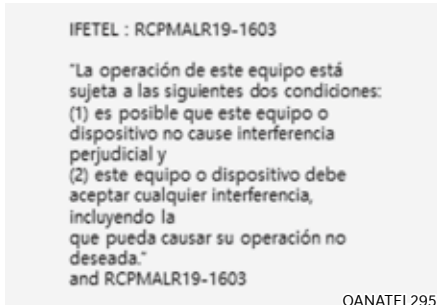 IFETEL : RCPMALR19-1603
"La operación de este equipo está
sujeta a las siguientes dos condiciones:
(1) es posible que este equipo o
dispositivo no cause interferencia
perjudicial y
(2) este equipo o dispositivo debe
aceptar cualquier interferencia,
incluyendo la
que pueda causar su operación no
deseada."
and RCPMALR19-1603
QANATEL295